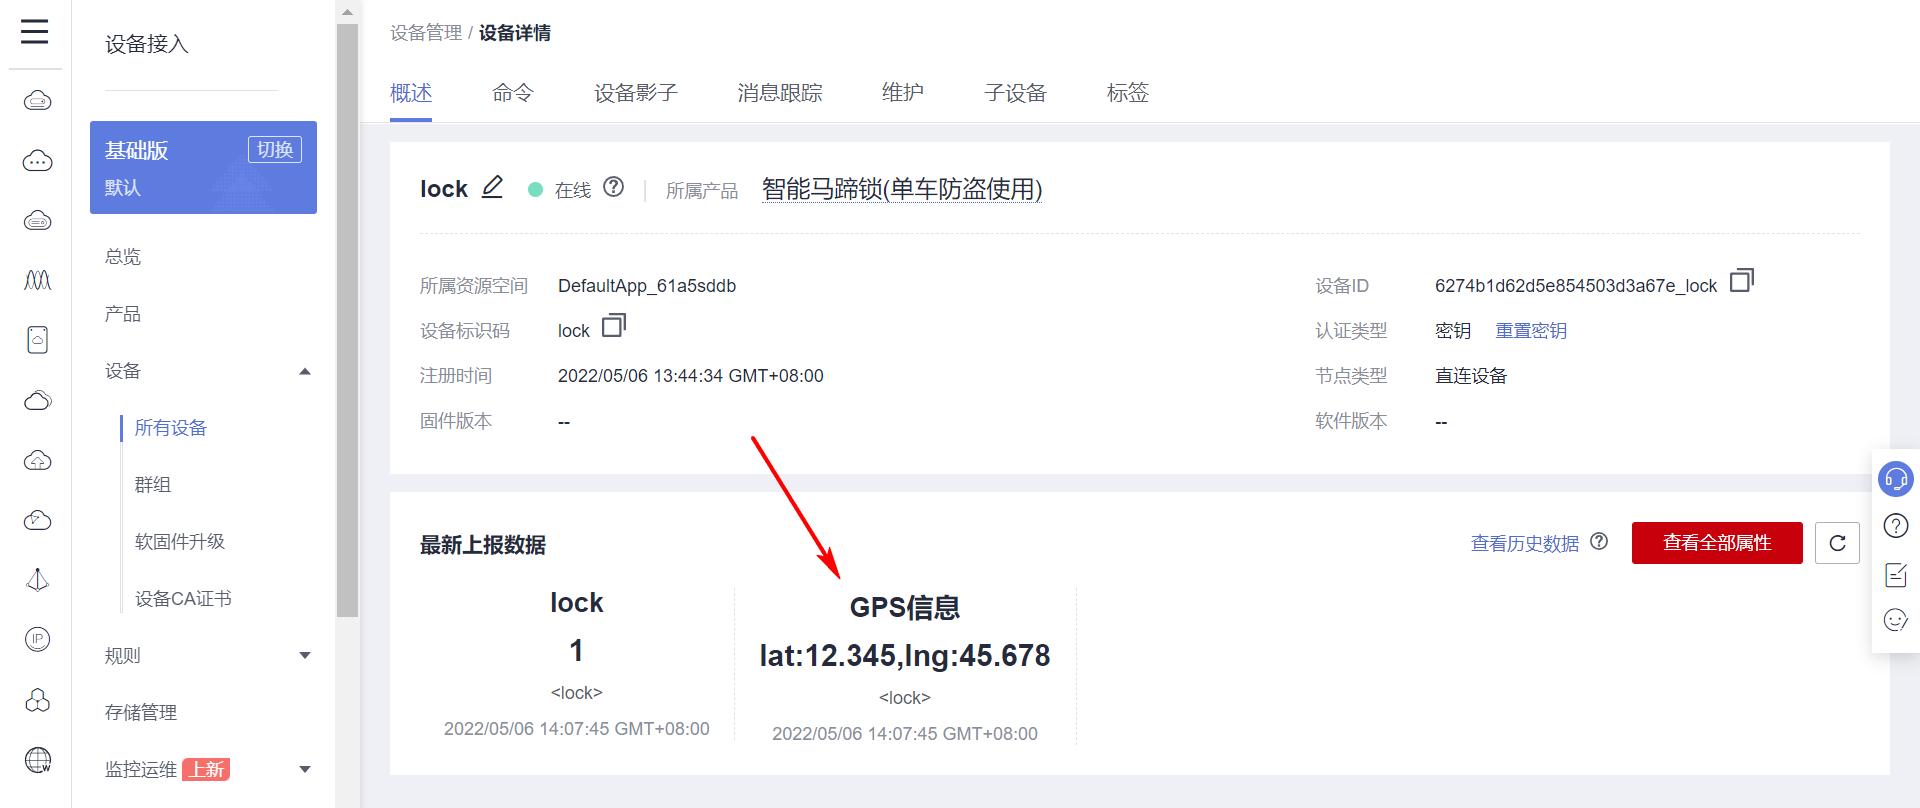 设备接入
基础版
切换
默认
总览
产品
设备
所有设备
群组
软固件升级
设备CA证书
规则
存储管理
监控运维 上新
设备管理 / 设备详情
概述 命令 设备影子 消息跟踪 维护 子设备 标签
lock 在线 所属产品 智能马蹄锁(单车防盗使用)
所属资源空间 DefaultApp_61a5sddb
设备ID 6274b1d62d5e854503d3a67e_lock
设备标识码 lock
认证类型 密钥 重置密钥
注册时间 2022/05/06 13:44:34 GMT+08:00
节点类型 直连设备
固件版本 --
软件版本 --
最新上报数据
查看历史数据
查看全部属性
lock
1
<lock>
2022/05/06 14:07:45 GMT+08:00
GPS信息
lat:12.345,lng:45.678
<lock>
2022/05/06 14:07:45 GMT+08:00
IP
W